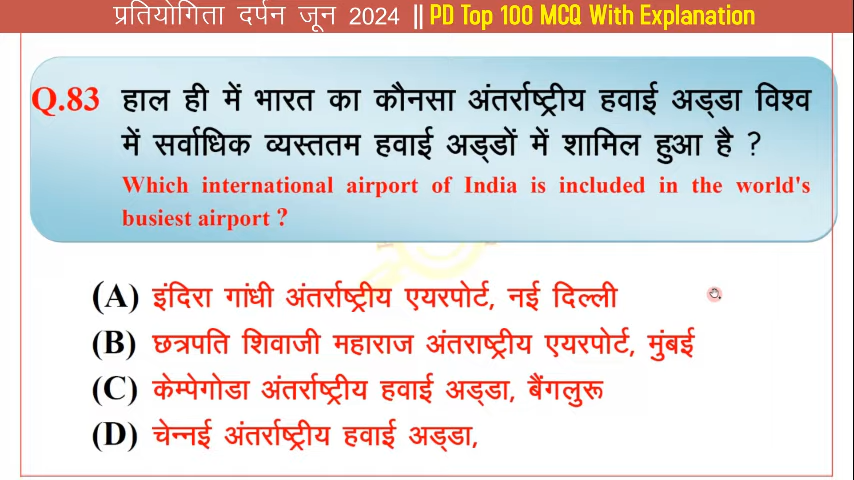 प्रतियोगिता दर्पन जून 2024 || PD Top 100 MCQ With Explanation
Q.83 हाल ही में भारत का कौनसा अंतर्राष्ट्रीय हवाई अड्डा विश्व
में सर्वाधिक व्यस्ततम हवाई अड्डों में शामिल हुआ है ?
Which international airport of India is included in the world's
busiest airport ?
(A) इंदिरा गांधी अंतर्राष्ट्रीय एयरपोर्ट, नई दिल्ली
(B) छत्रपति शिवाजी महाराज अंतराष्ट्रीय एयरपोर्ट, मुंबई
(C) केम्पेगोडा अंतर्राष्ट्रीय हवाई अड्डा, बैंगलुरू
(D) चेन्नई अंतर्राष्ट्रीय हवाई अड्डा,